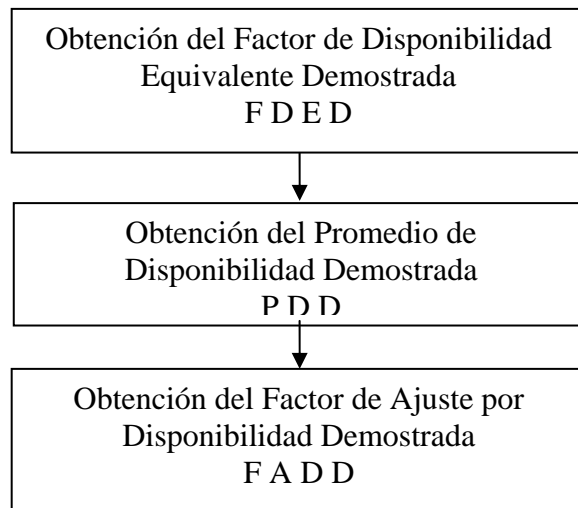 Obtención del Factor de Disponibilidad
Equivalente Demostrada
F D E D
Obtención del Promedio de
Disponibilidad Demostrada
P D D
Obtención del Factor de Ajuste por
Disponibilidad Demostrada
F A D D